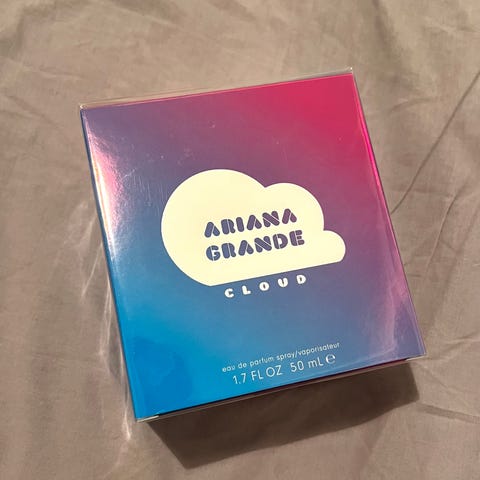 ARIANA
GRANDE
CLOUD
eau de parfum spray/vaporisateur
1.7 FL OZ 50 mL ℮